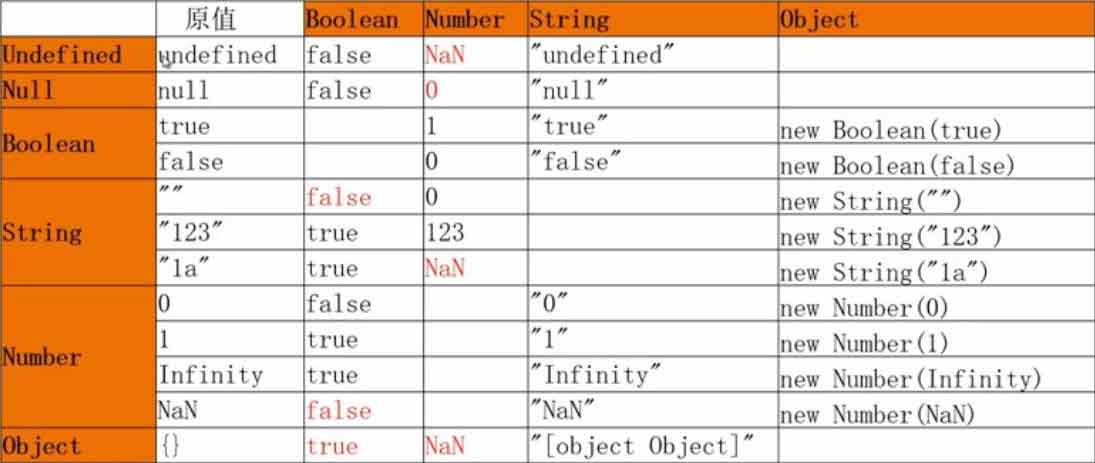 原值 Boolean Number String Object
Undefined undefined false NaN "undefined"
Null null false 0 "null"
Boolean true 1 "true" new Boolean(true)
false 0 "false" new Boolean(false)
String "" false 0 new String("")
"123" true 123 new String("123")
"1a" true NaN new String("1a")
Number 0 false "0" new Number(0)
1 true "1" new Number(1)
Infinity true "Infinity" new Number(Infinity)
NaN false "NaN" new Number(NaN)
Object {} true NaN "[object Object]"